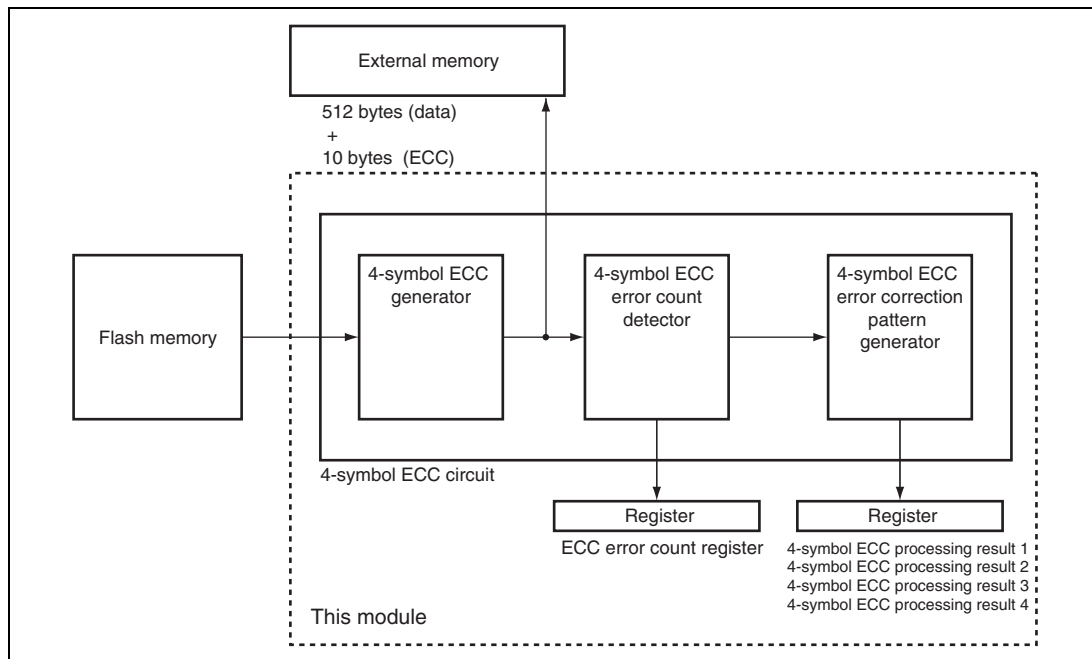 External memory
512 bytes (data)
+
10 bytes (ECC)
Flash memory
4-symbol ECC
generator
4-symbol ECC
error count
detector
4-symbol ECC
error correction
pattern
generator
4-symbol ECC circuit
Register
ECC error count register
Register
4-symbol ECC processing result 1
4-symbol ECC processing result 2
4-symbol ECC processing result 3
4-symbol ECC processing result 4
This module